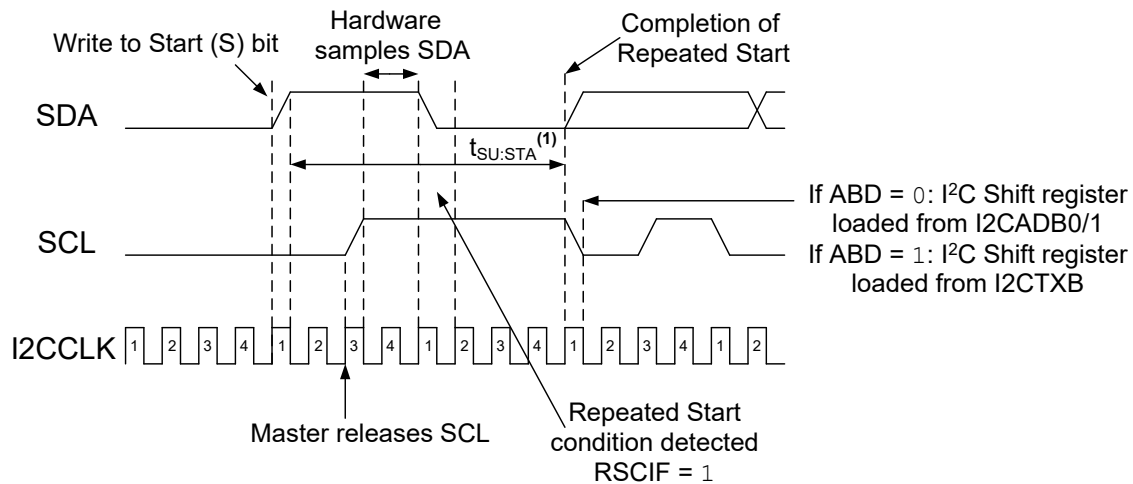 Hardware
samples SDA
Completion of
Repeated Start
Write to Start (S) bit
SDA
tSU:STA(1)
If ABD = 0: I²C Shift register
loaded from I2CADB0/1
If ABD = 1: I²C Shift register
loaded from I2CTXB
SCL
I2CCLK
1 2 3 4 1 2 3 4 1 2 3 4 1 2 3 4 1 2
Master releases SCL
Repeated Start
condition detected
RSCIF = 1